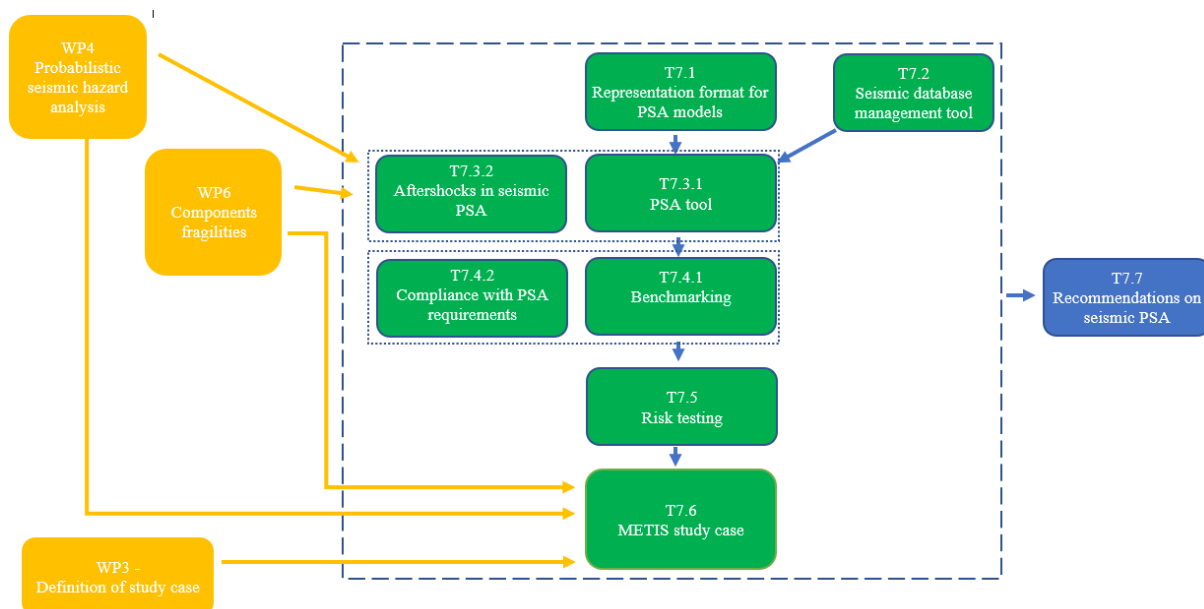 WP4
Probabilistic
seismic hazard
analysis
T7.1
Representation format for
PSA models
T7.2
Seismic database
management tool
WP6
Components
fragilities
T7.3.2
Aftershocks in seismic
PSA
T7.3.1
PSA tool
T7.4.2
Compliance with PSA
requirements
T7.4.1
Benchmarking
T7.7
Recommendations on
seismic PSA
T7.5
Risk testing
T7.6
METIS study case
WP3 -
Definition of study case